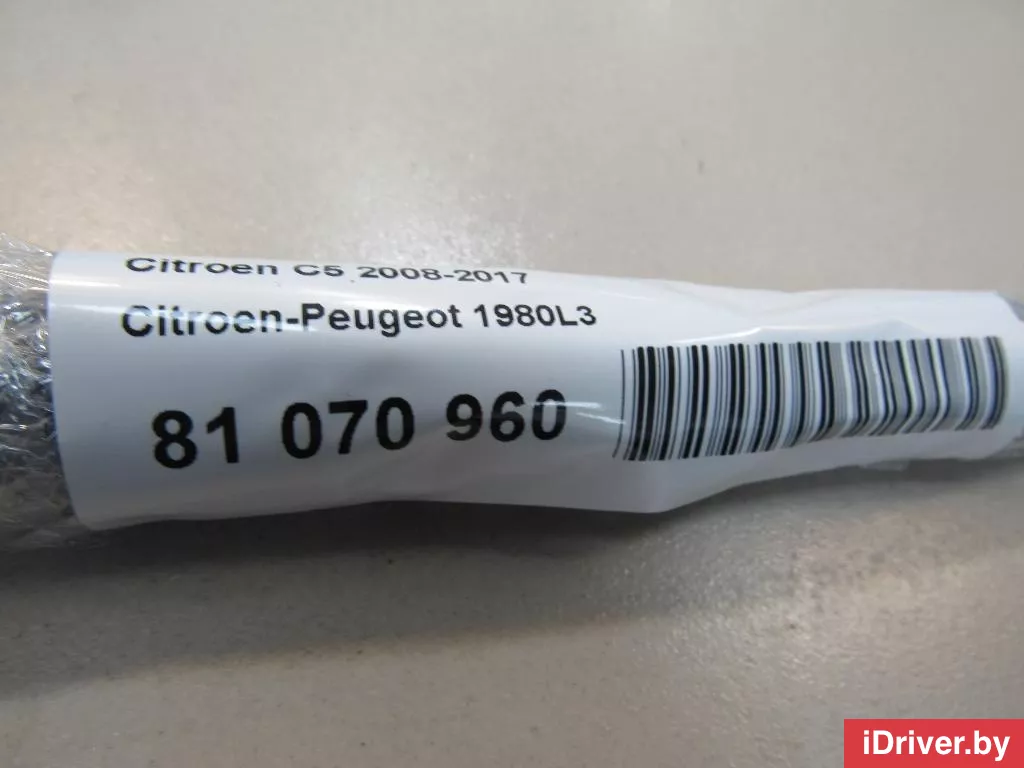 Citroen C5 2008-2017
Citroen-Peugeot 1980L3
81 070 960
iDriver.by